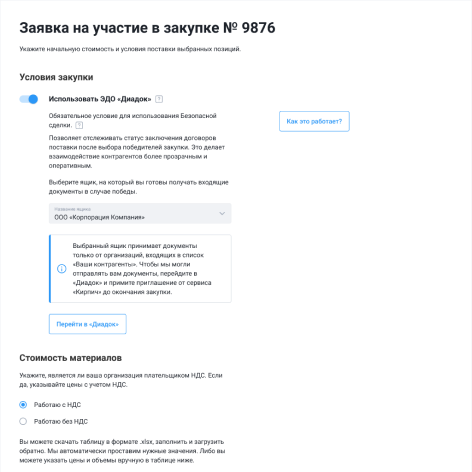 Заявка на участие в закупке № 9876
Укажите начальную стоимость и условия поставки выбранных позиций.
Условия закупки
Использовать ЭДО «Диадок» ?
Обязательное условие для использования Безопасной
сделки. ?
Как это работает?
Позволяет отслеживать статус заключения договоров
поставки после выбора победителей закупки. Это делает
взаимодействие контрагентов более прозрачным и
оперативным.
Выберите ящик, на который вы готовы получать входящие
документы в случае победы.
Название ящика
ООО «Корпорация Компания»
Выбранный ящик принимает документы
только от организаций, входящих в список
«Ваши контрагенты». Чтобы мы могли
отправлять вам документы, перейдите в
«Диадок» и примите приглашение от сервиса
«Кирпич» до окончания закупки.
Перейти в «Диадок»
Стоимость материалов
Укажите, является ли ваша организация плательщиком НДС. Если
да, указывайте цены с учетом НДС.
Работаю с НДС
Работаю без НДС
Вы можете скачать таблицу в формате .xlsx, заполнить и загрузить
обратно. Мы автоматически проставим нужные значения. Либо вы
можете указать цены и объемы вручную в таблице ниже.